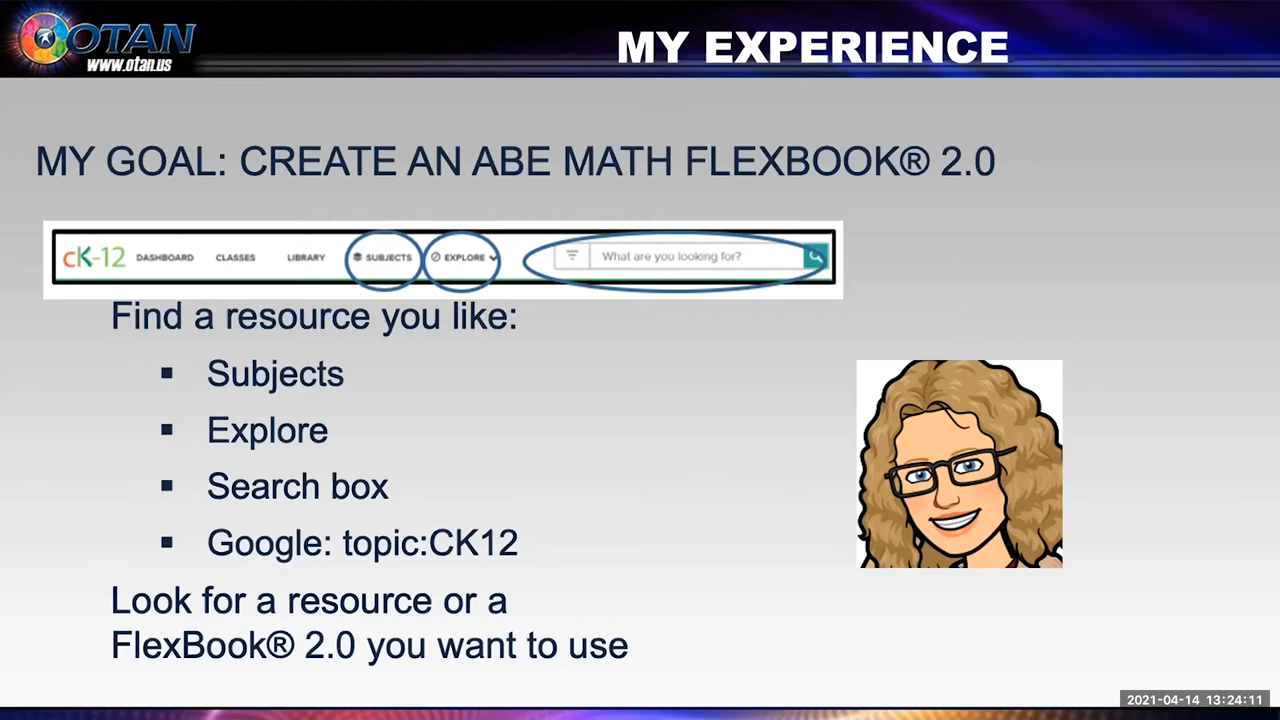 OTAN
www.otan.us
MY EXPERIENCE
MY GOAL: CREATE AN ABE MATH FLEXBOOK® 2.0
cK-12 DASHBOARD CLASSES LIBRARY SUBJECTS EXPLORE What are you looking for?
Find a resource you like:
▪ Subjects
▪ Explore
▪ Search box
▪ Google: topic:CK12
Look for a resource or a
FlexBook® 2.0 you want to use
2021-04-14 13:24:11